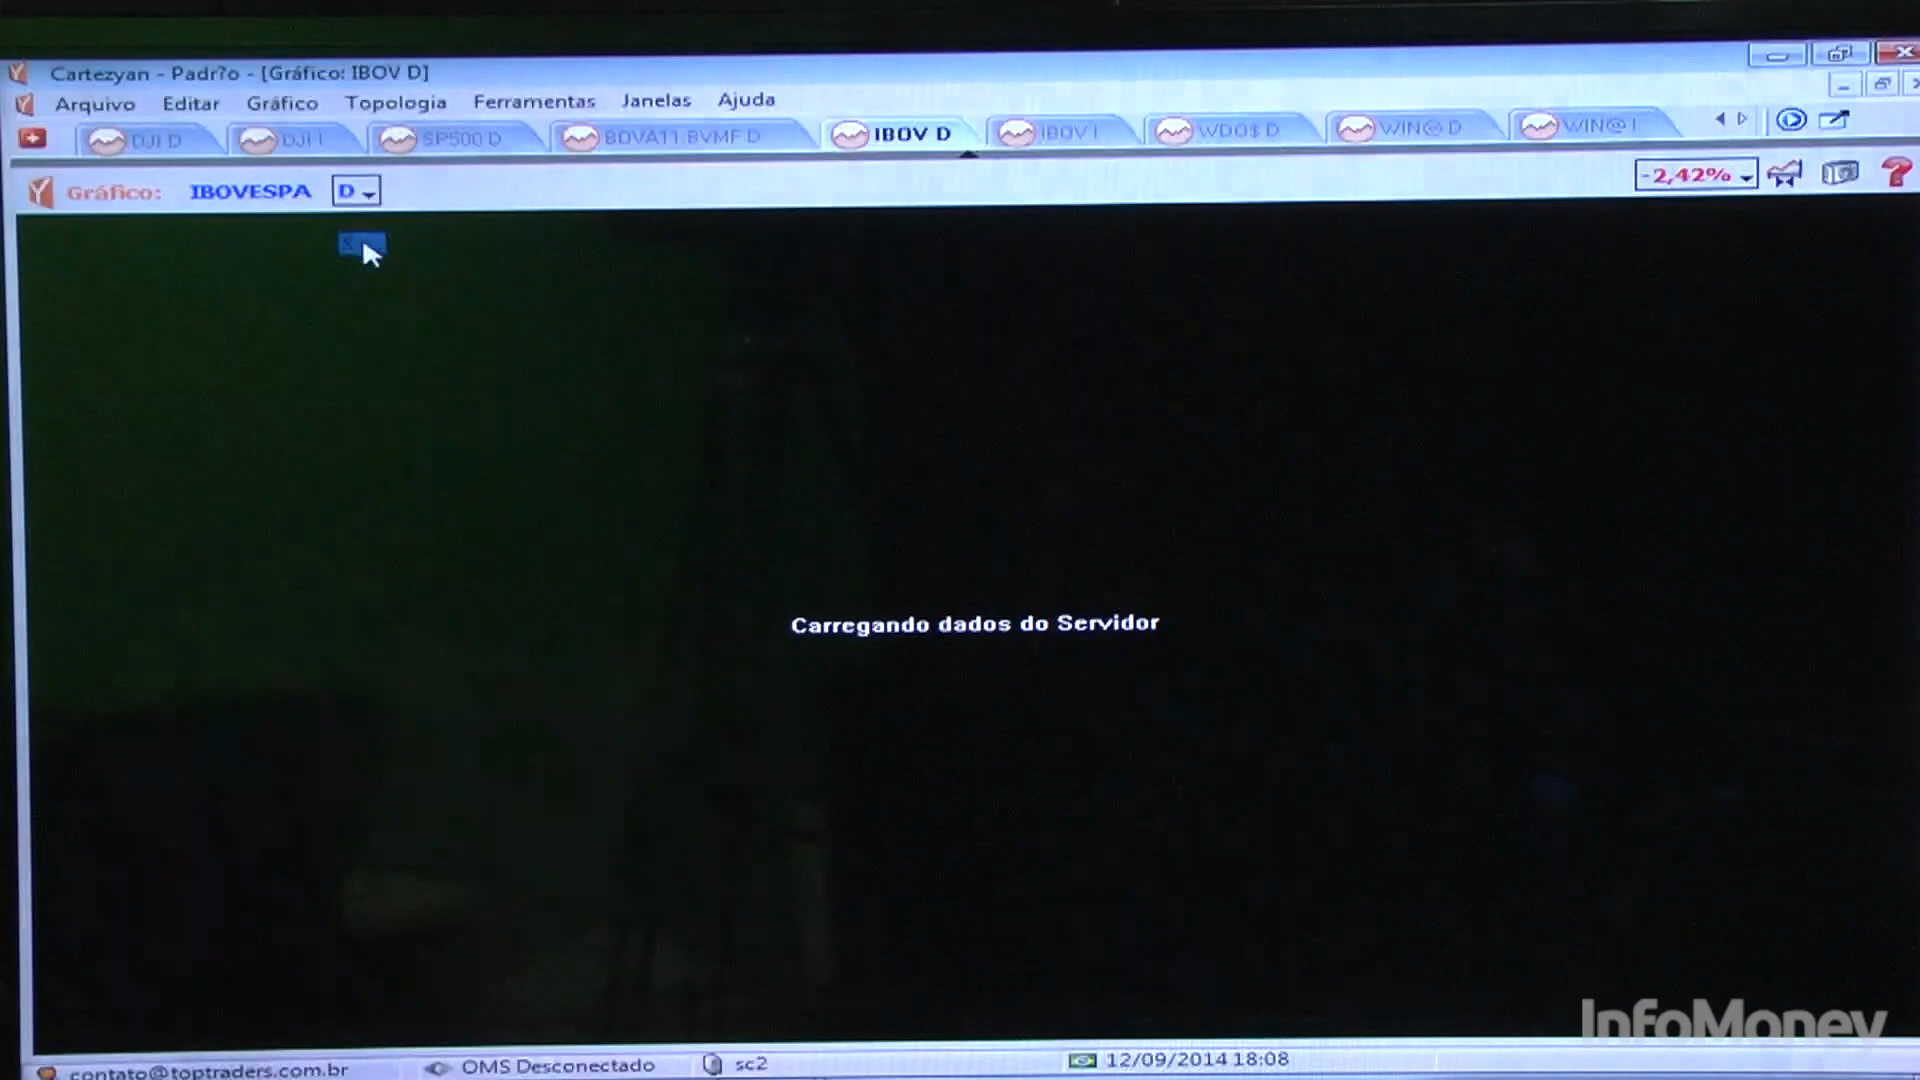 Cartezyan - Padr?o - [Gráfico: IBOV D]
Arquivo Editar Gráfico Topologia Ferramentas Janelas Ajuda
DJI D DJI I SP500 D BOVA11.BVMF D IBOV D IBOV I WDO$ D WIN@ D WIN@ I
Gráfico: IBOVESPA D -2,42%
S
Carregando dados do Servidor
InfoMoney
contato@toptraders.com.br OMS Desconectado sc2 12/09/2014 18:08